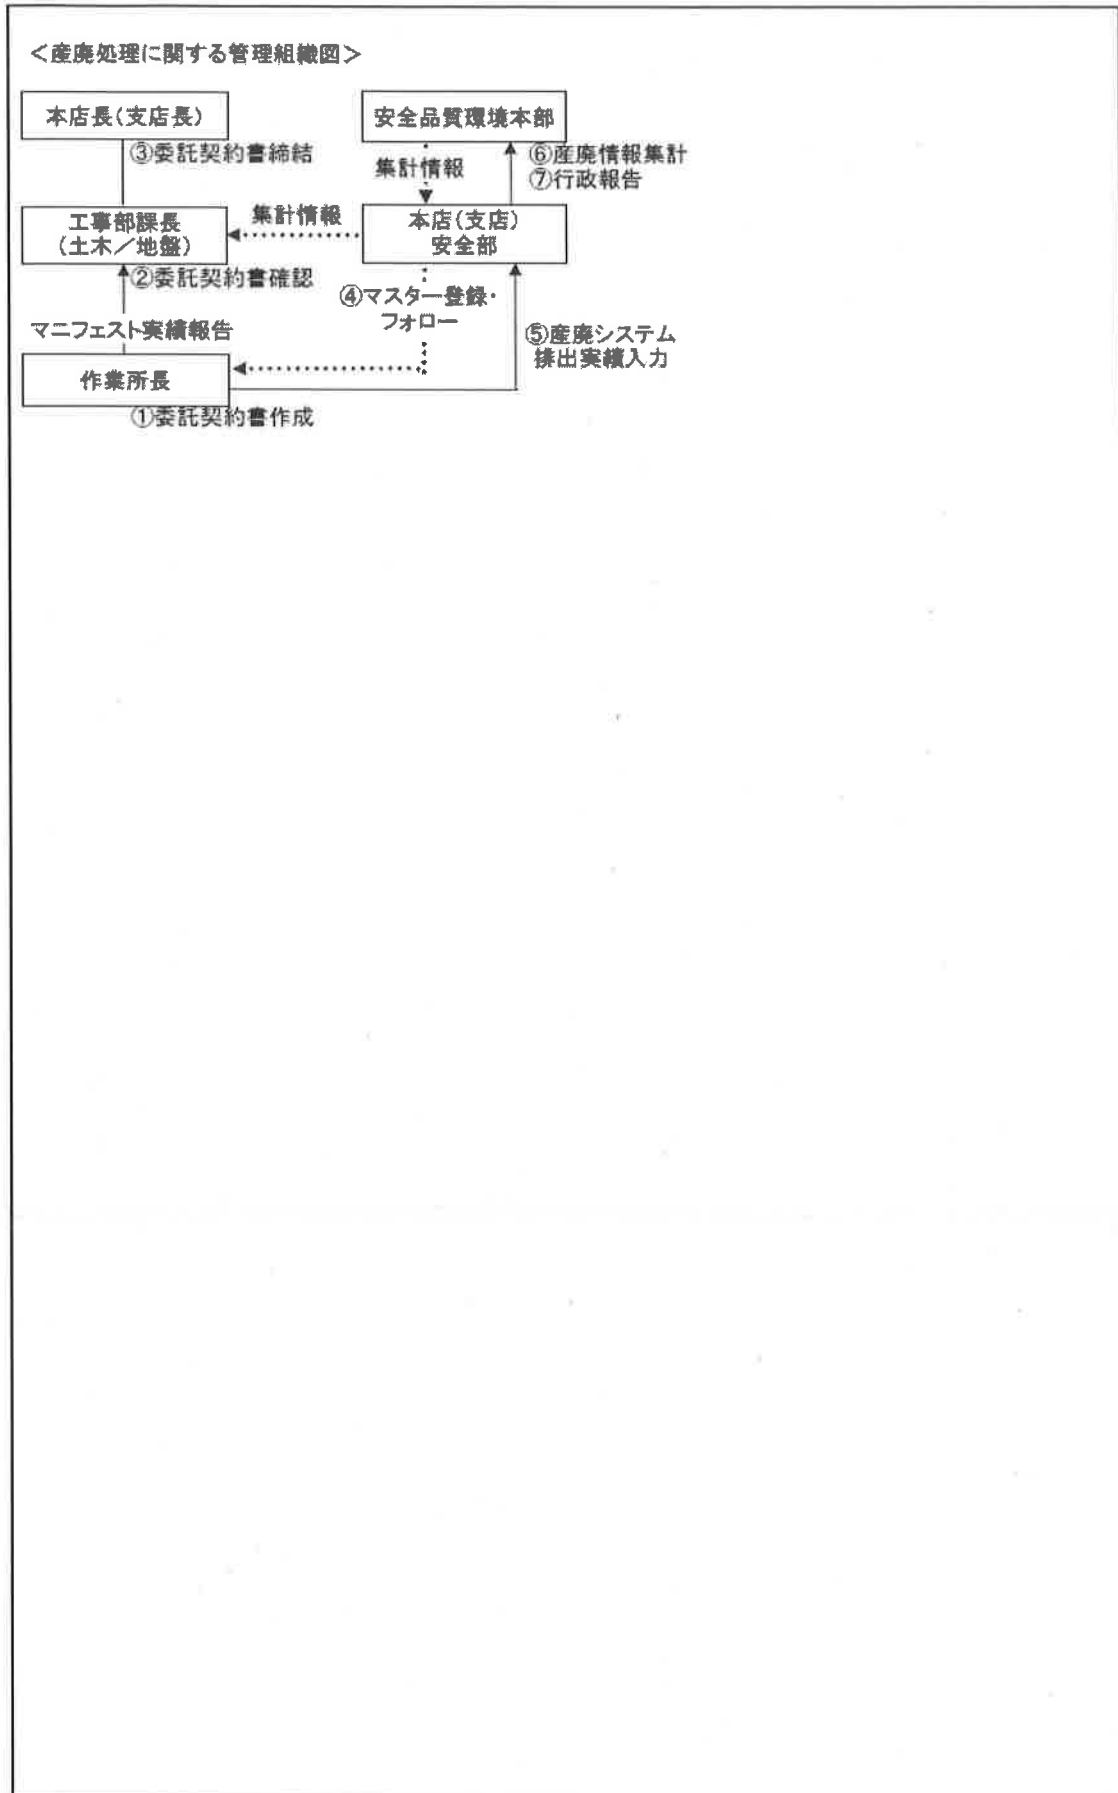 ＜産廃処理に関する管理組織図＞
本店長（支店長）
安全品質環境本部
③委託契約書締結
集計情報
⑥産廃情報集計
⑦行政報告
工事部課長
（土木／地盤）
集計情報
本店（支店）
安全部
②委託契約書確認
④マスター登録・
フォロー
マニフェスト実績報告
⑤産廃システム
排出実績入力
作業所長
①委託契約書作成